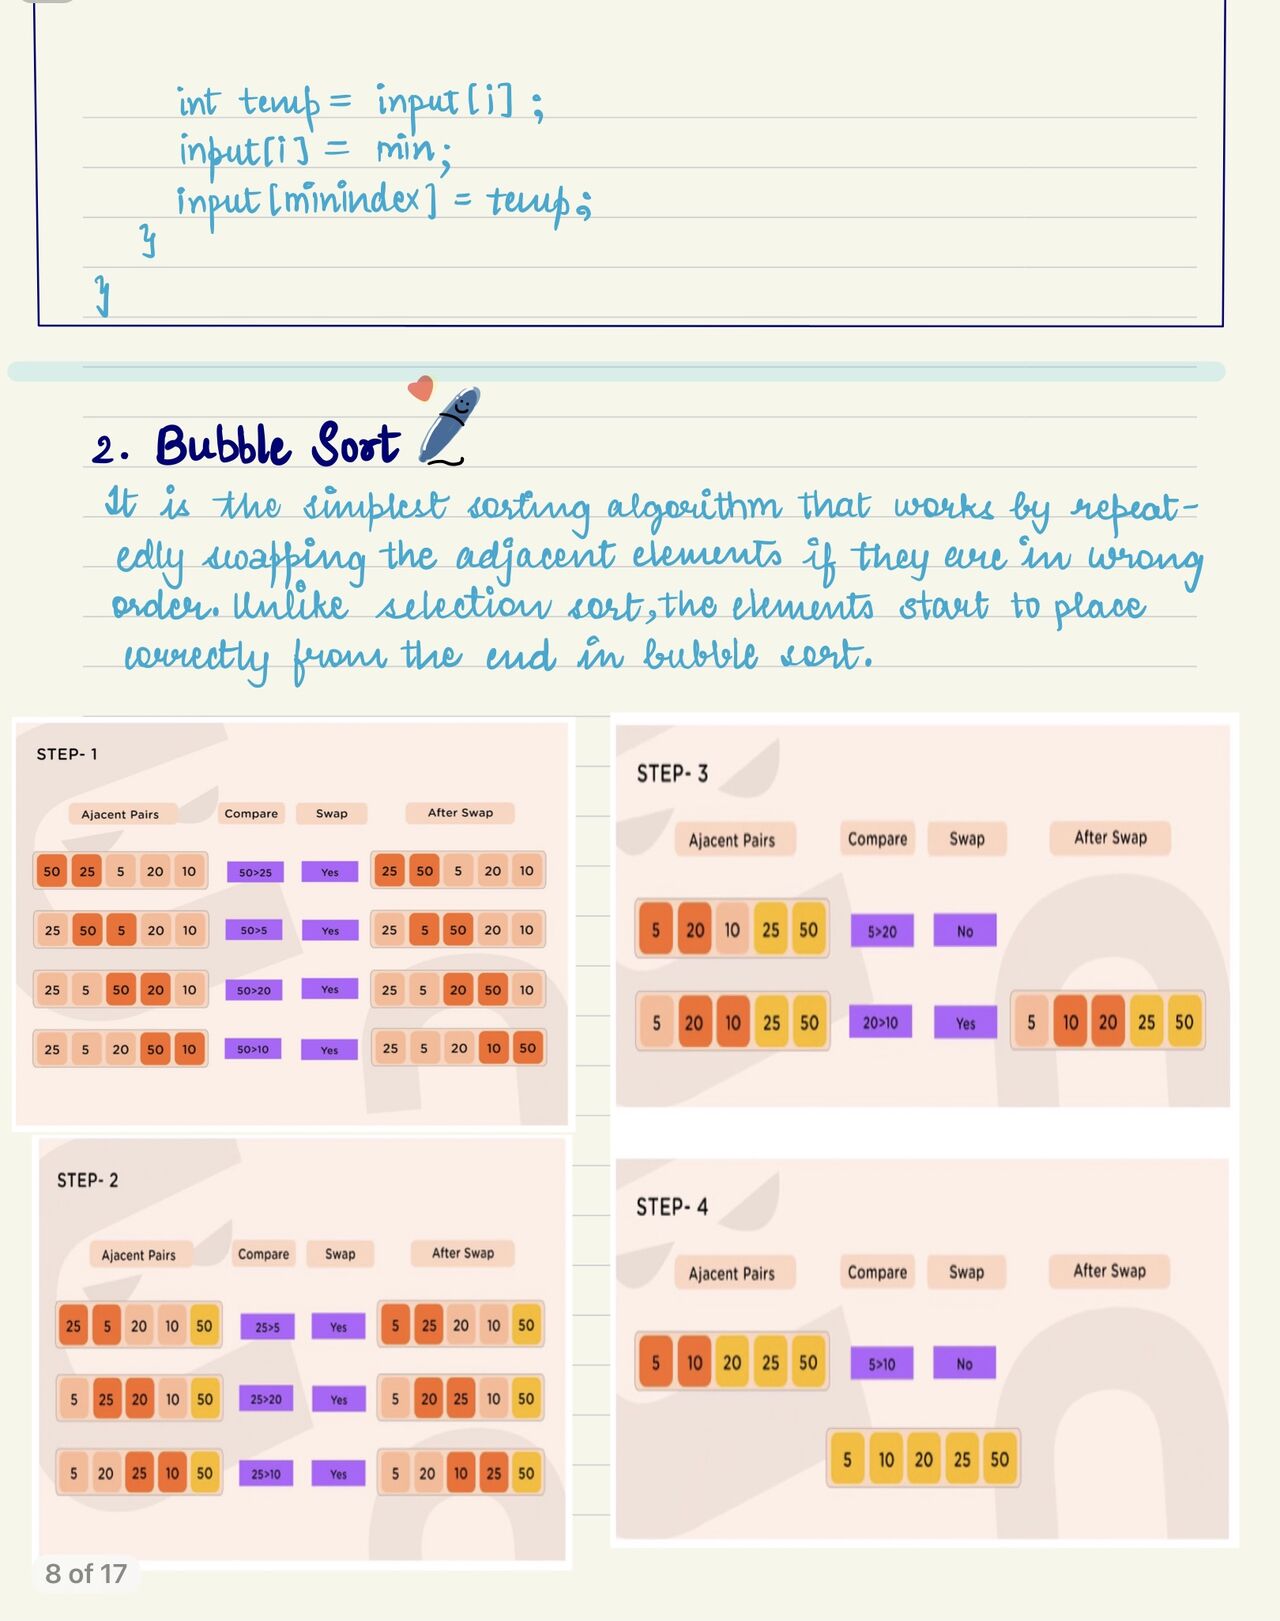 int temp = input[i] ;
input[i] = min;
input[minindex] = temp;
}
}
2. Bubble Sort
It is the simplest sorting algorithm that works by repeat-
edly swapping the adjacent elements if they are in wrong
order. Unlike selection sort, the elements start to place
correctly from the end in bubble sort.
STEP- 1
Ajacent Pairs Compare Swap After Swap
50 25 5 20 10 50>25 Yes 25 50 5 20 10
25 50 5 20 10 50>5 Yes 25 5 50 20 10
25 5 50 20 10 50>20 Yes 25 5 20 50 10
25 5 20 50 10 50>10 Yes 25 5 20 10 50
STEP- 2
Ajacent Pairs Compare Swap After Swap
25 5 20 10 50 25>5 Yes 5 25 20 10 50
5 25 20 10 50 25>20 Yes 5 20 25 10 50
5 20 25 10 50 25>10 Yes 5 20 10 25 50
STEP- 3
Ajacent Pairs Compare Swap After Swap
5 20 10 25 50 5>20 No
5 20 10 25 50 20>10 Yes 5 10 20 25 50
STEP- 4
Ajacent Pairs Compare Swap After Swap
5 10 20 25 50 5>10 No
5 10 20 25 50
8 of 17